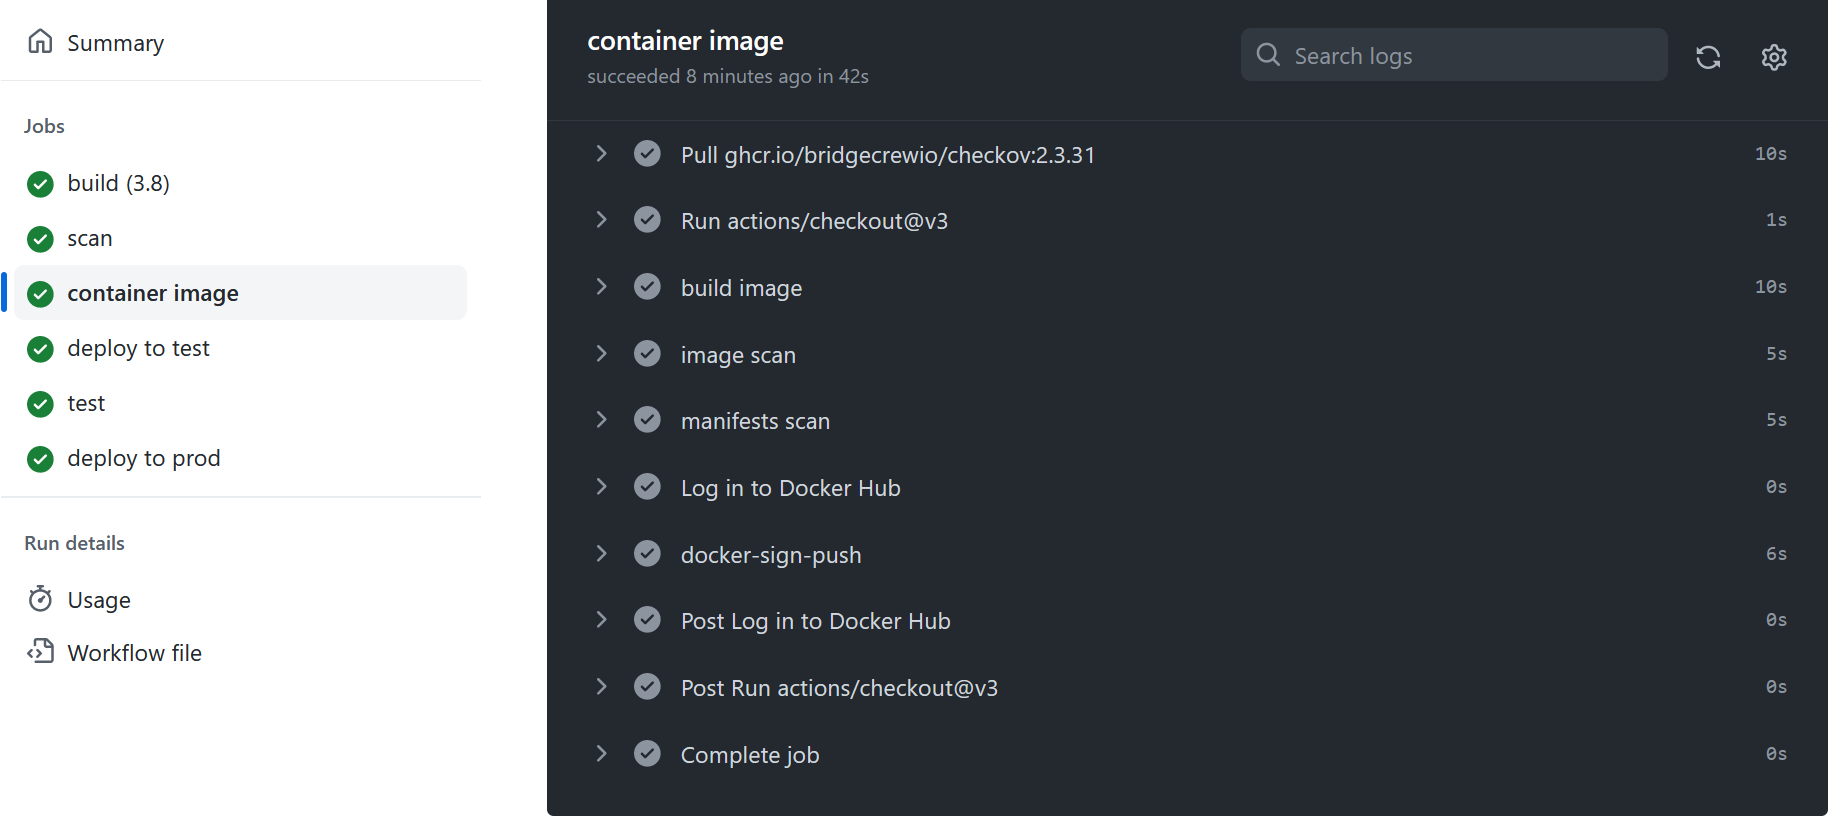 Summary
Jobs
build (3.8)
scan
container image
deploy to test
test
deploy to prod
Run details
Usage
Workflow file
container image
succeeded 8 minutes ago in 42s
Search logs
Pull ghcr.io/bridgecrewio/checkov:2.3.31 10s
Run actions/checkout@v3 1s
build image 10s
image scan 5s
manifests scan 5s
Log in to Docker Hub 0s
docker-sign-push 6s
Post Log in to Docker Hub 0s
Post Run actions/checkout@v3 0s
Complete job 0s